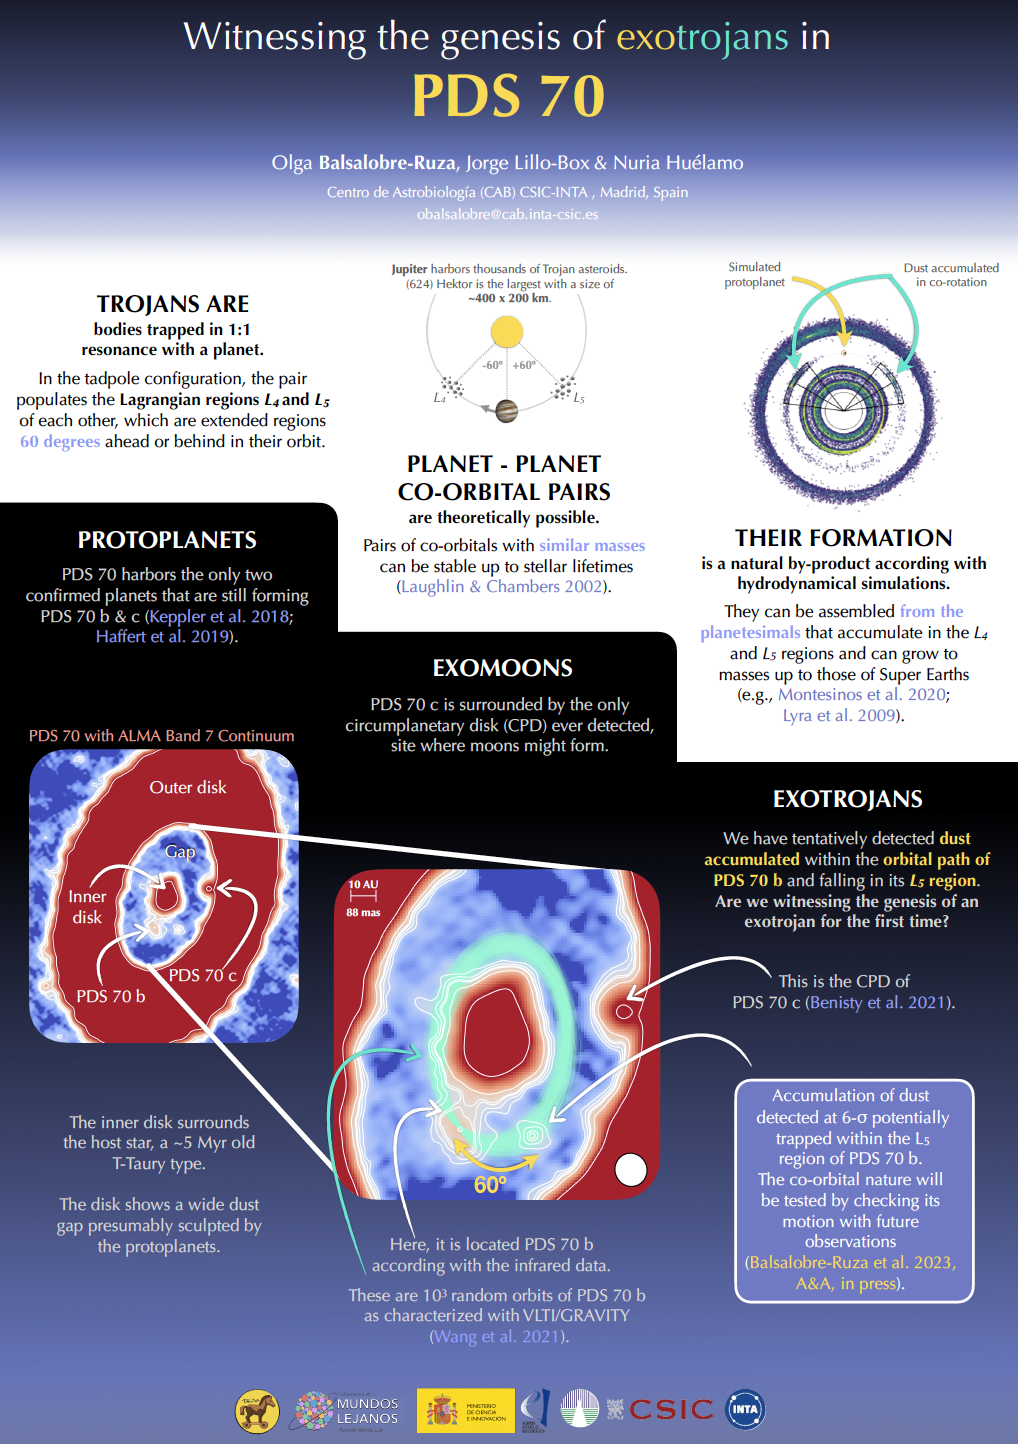 Witnessing the genesis of exotrojans in
PDS 70
Olga Balsalobre-Ruza, Jorge Lillo-Box & Nuria Huélamo
Centro de Astrobiología (CAB) CSIC-INTA , Madrid, Spain
obalsalobre@cab.inta-csic.es
TROJANS ARE
bodies trapped in 1:1
resonance with a planet.
In the tadpole configuration, the pair
populates the Lagrangian regions L4 and L5
of each other, which are extended regions
60 degrees ahead or behind in their orbit.
Jupiter harbors thousands of Trojan asteroids.
(624) Hektor is the largest with a size of
~400 x 200 km.
-60º
+60º
L4
L5
PLANET - PLANET
CO-ORBITAL PAIRS
are theoretically possible.
Pairs of co-orbitals with similar masses
can be stable up to stellar lifetimes
(Laughlin & Chambers 2002).
Simulated
protoplanet
Dust accumulated
in co-rotation
THEIR FORMATION
is a natural by-product according with
hydrodynamical simulations.
They can be assembled from the
planetesimals that accumulate in the L4
and L5 regions and can grow to
masses up to those of Super Earths
(e.g., Montesinos et al. 2020;
Lyra et al. 2009).
PROTOPLANETS
PDS 70 harbors the only two
confirmed planets that are still forming
PDS 70 b & c (Keppler et al. 2018;
Haffert et al. 2019).
EXOMOONS
PDS 70 c is surrounded by the only
circumplanetary disk (CPD) ever detected,
site where moons might form.
PDS 70 with ALMA Band 7 Continuum
Outer disk
Gap
Inner
disk
PDS 70 c
PDS 70 b
EXOTROJANS
We have tentatively detected dust
accumulated within the orbital path of
PDS 70 b and falling in its L5 region.
Are we witnessing the genesis of an
exotrojan for the first time?
10 AU
88 mas
60º
This is the CPD of
PDS 70 c (Benisty et al. 2021).
Accumulation of dust
detected at 6-σ potentially
trapped within the L5
region of PDS 70 b.
The co-orbital nature will
be tested by checking its
motion with future
observations
(Balsalobre-Ruza et al. 2023,
A&A, in press).
The inner disk surrounds
the host star, a ~5 Myr old
T-Taury type.
The disk shows a wide dust
gap presumably sculpted by
the protoplanets.
Here, it is located PDS 70 b
according with the infrared data.
These are 10³ random orbits of PDS 70 b
as characterized with VLTI/GRAVITY
(Wang et al. 2021).
MUNDOS
LEJANOS
MINISTERIO
DE CIENCIA
E INNOVACIÓN
CSIC
INTA